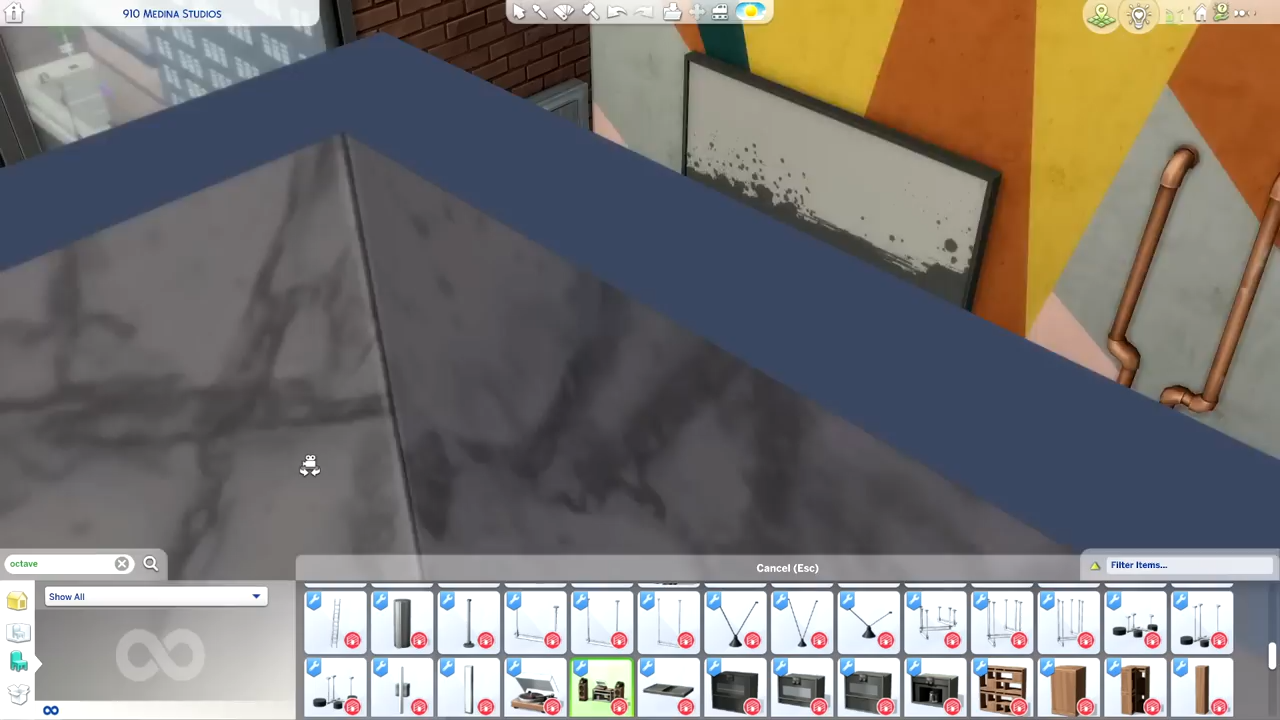 910 Medina Studios
octave
Cancel (Esc)
Filter Items...
Show All